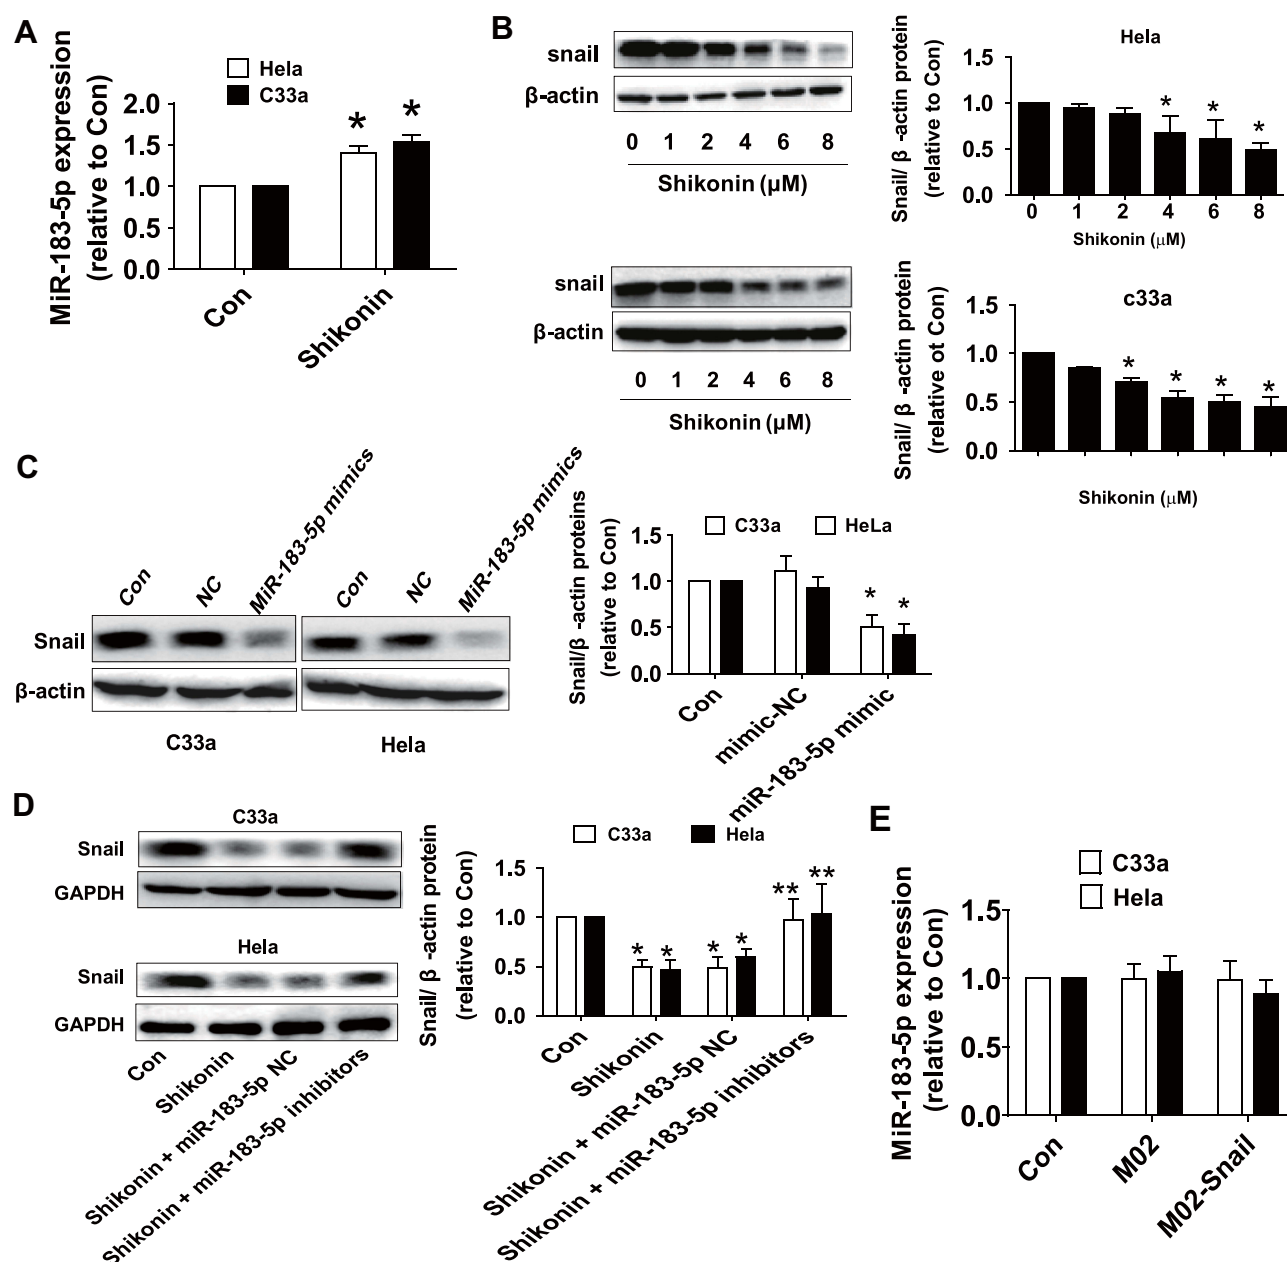 A
MiR-183-5p expression
(relative to Con)
Hela
C33a
2.0
1.5
1.0
0.5
0.0
*
*
Con
Shikonin
B
snail
β-actin
0 1 2 4 6 8
Shikonin (μM)
Hela
Snail/ β -actin protein
(relative to Con)
1.5
1.0
0.5
0.0
* * *
0 1 2 4 6 8
Shikonin (μM)
snail
β-actin
0 1 2 4 6 8
Shikonin (μM)
c33a
Snail/ β -actin protein
(relative ot Con)
1.5
1.0
0.5
0.0
* * * *
Shikonin (μM)
C
Con
NC
MiR-183-5p mimics
Con
NC
MiR-183-5p mimics
Snail
β-actin
C33a
Hela
Snail/β -actin proteins
(relative to Con)
C33a
HeLa
1.5
1.0
0.5
0.0
* *
Con
mimic-NC
miR-183-5p mimic
D
C33a
Snail
GAPDH
Hela
Snail
GAPDH
Con
Shikonin
Shikonin + miR-183-5p NC
Shikonin + miR-183-5p inhibitors
Snail/ β -actin protein
(relative to Con)
C33a
Hela
1.5
1.0
0.5
0.0
* * * * ** **
Con
Shikonin
Shikonin + miR-183-5p NC
Shikonin + miR-183-5p inhibitors
E
MiR-183-5p expression
(relative to Con)
C33a
Hela
1.5
1.0
0.5
0.0
Con
M02
M02-Snail